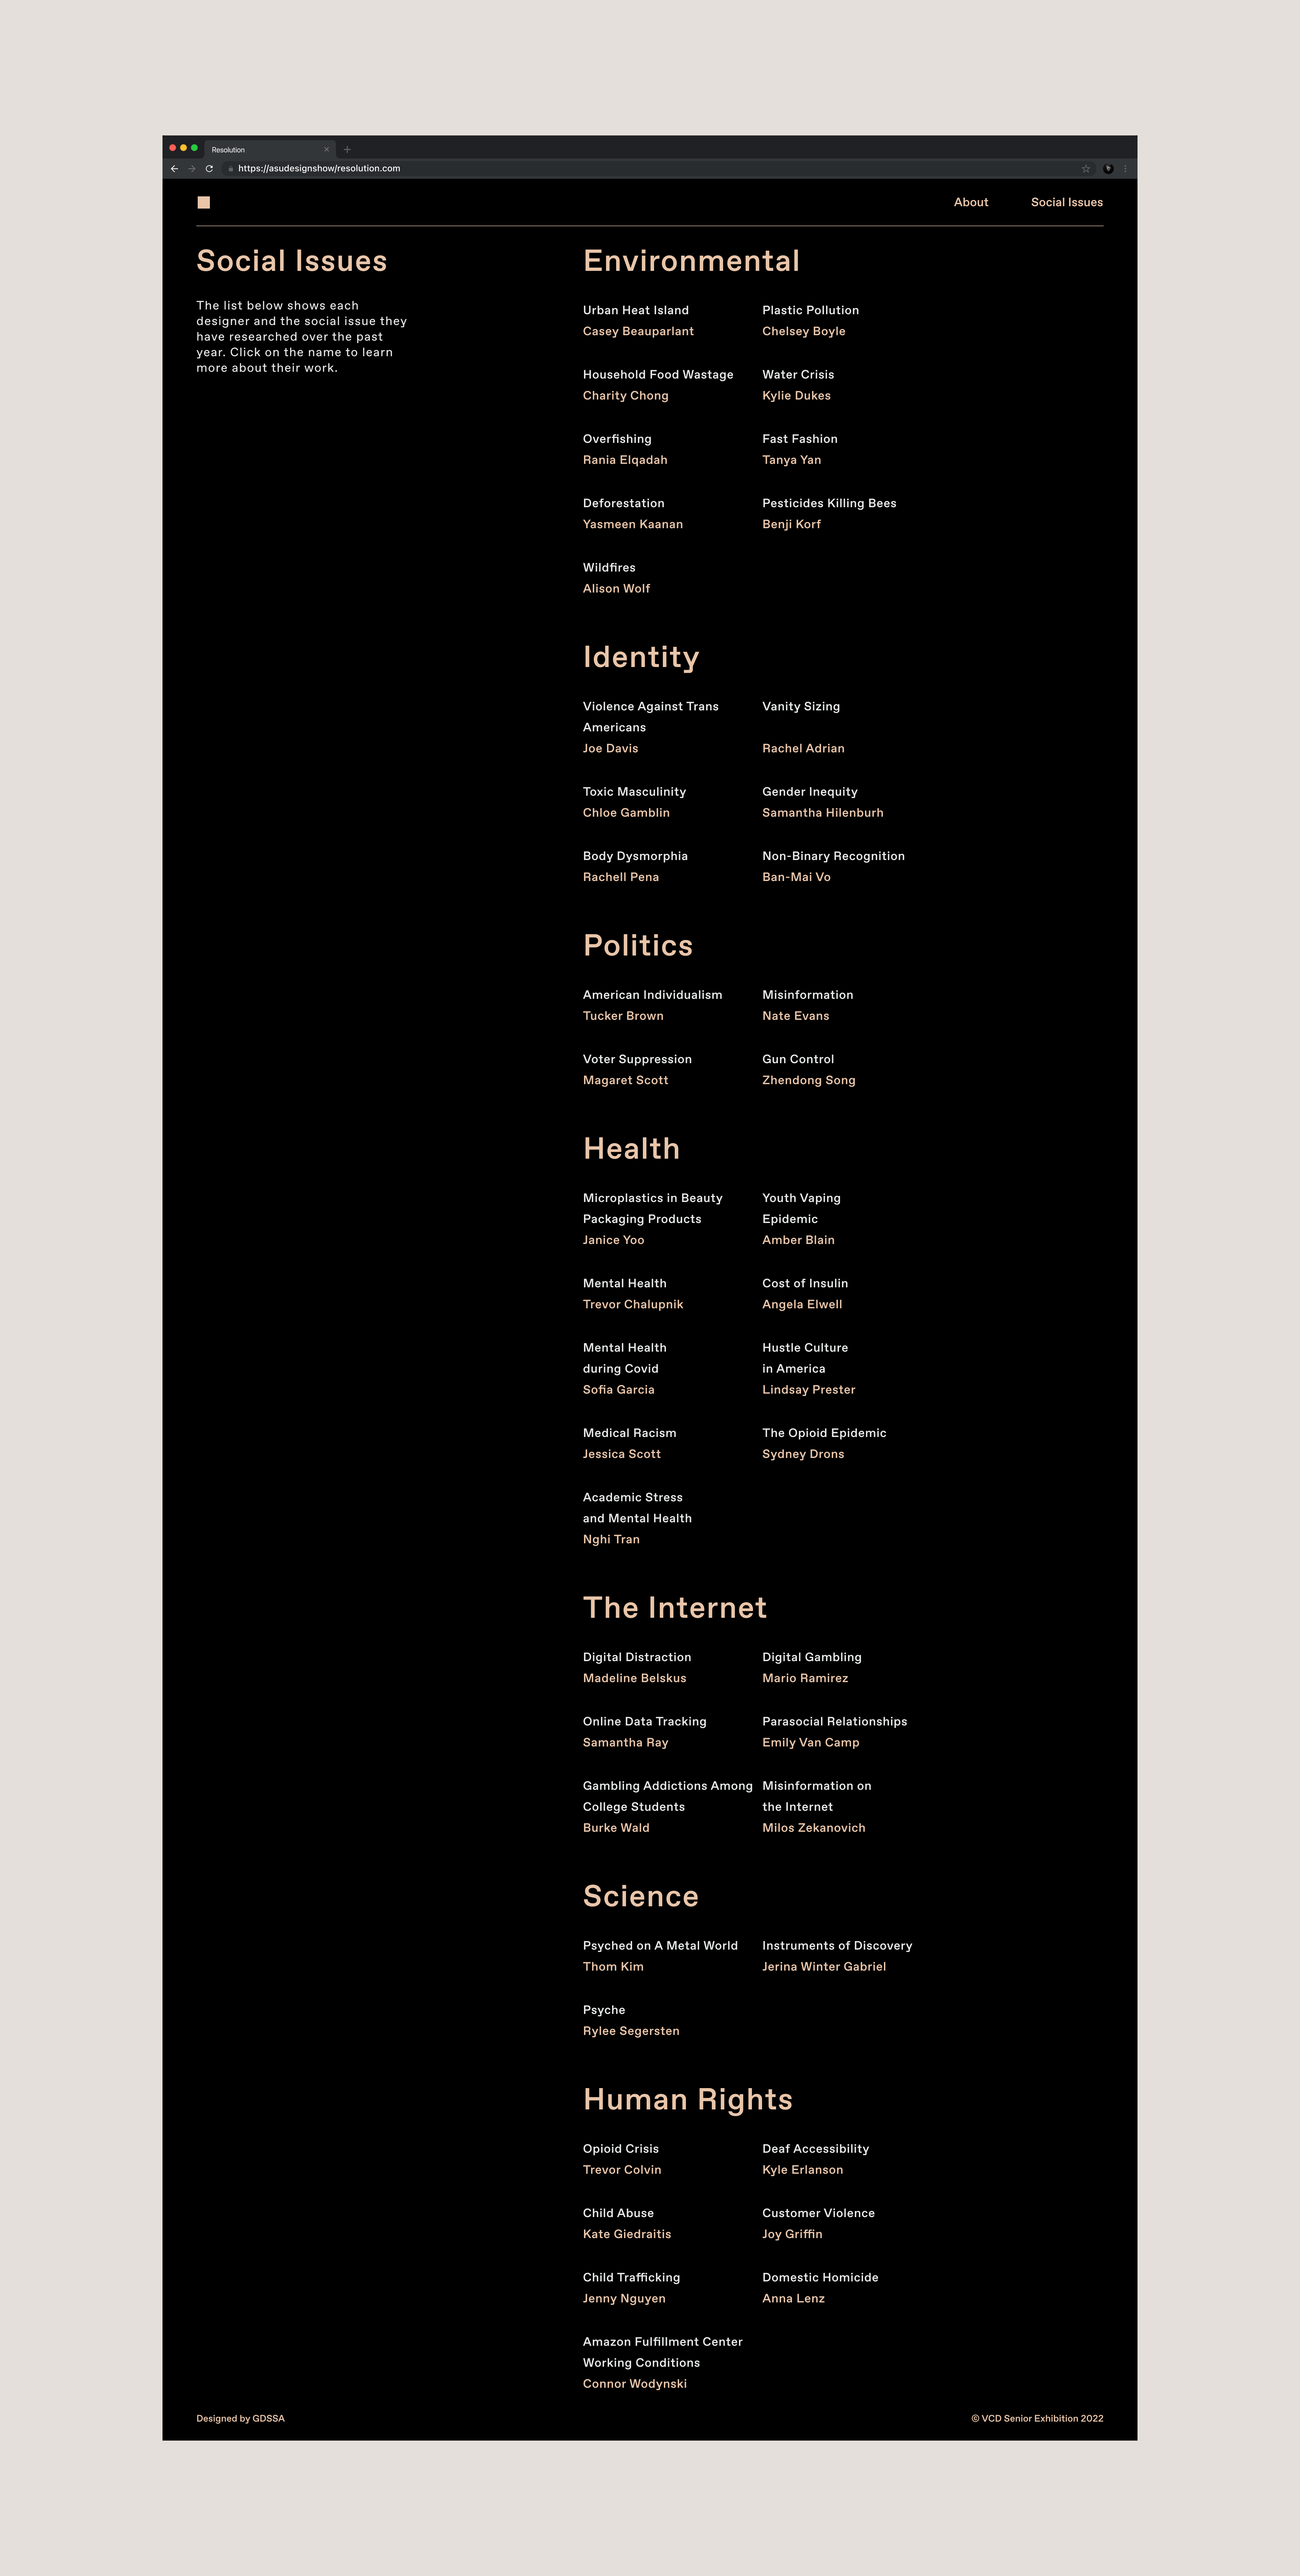 Resolution
https://asudesignshow/resolution.com
About
Social Issues
Social Issues
The list below shows each
designer and the social issue they
have researched over the past
year. Click on the name to learn
more about their work.
Environmental
Urban Heat Island
Casey Beauparlant
Plastic Pollution
Chelsey Boyle
Household Food Wastage
Charity Chong
Water Crisis
Kylie Dukes
Overfishing
Rania Elqadah
Fast Fashion
Tanya Yan
Deforestation
Yasmeen Kaanan
Pesticides Killing Bees
Benji Korf
Wildfires
Alison Wolf
Identity
Violence Against Trans
Americans
Joe Davis
Vanity Sizing
Rachel Adrian
Toxic Masculinity
Chloe Gamblin
Gender Inequity
Samantha Hilenburh
Body Dysmorphia
Rachell Pena
Non-Binary Recognition
Ban-Mai Vo
Politics
American Individualism
Tucker Brown
Misinformation
Nate Evans
Voter Suppression
Magaret Scott
Gun Control
Zhendong Song
Health
Microplastics in Beauty
Packaging Products
Janice Yoo
Youth Vaping
Epidemic
Amber Blain
Mental Health
Trevor Chalupnik
Cost of Insulin
Angela Elwell
Mental Health
during Covid
Sofia Garcia
Hustle Culture
in America
Lindsay Prester
Medical Racism
Jessica Scott
The Opioid Epidemic
Sydney Drons
Academic Stress
and Mental Health
Nghi Tran
The Internet
Digital Distraction
Madeline Belskus
Digital Gambling
Mario Ramirez
Online Data Tracking
Samantha Ray
Parasocial Relationships
Emily Van Camp
Gambling Addictions Among
College Students
Burke Wald
Misinformation on
the Internet
Milos Zekanovich
Science
Psyched on A Metal World
Thom Kim
Instruments of Discovery
Jerina Winter Gabriel
Psyche
Rylee Segersten
Human Rights
Opioid Crisis
Trevor Colvin
Deaf Accessibility
Kyle Erlanson
Child Abuse
Kate Giedraitis
Customer Violence
Joy Griffin
Child Trafficking
Jenny Nguyen
Domestic Homicide
Anna Lenz
Amazon Fulfillment Center
Working Conditions
Connor Wodynski
Designed by GDSSA
© VCD Senior Exhibition 2022